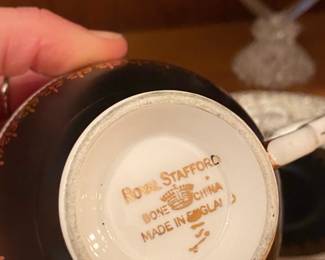 ROYAL STAFFORD
BONE CHINA
MADE IN ENGLAND